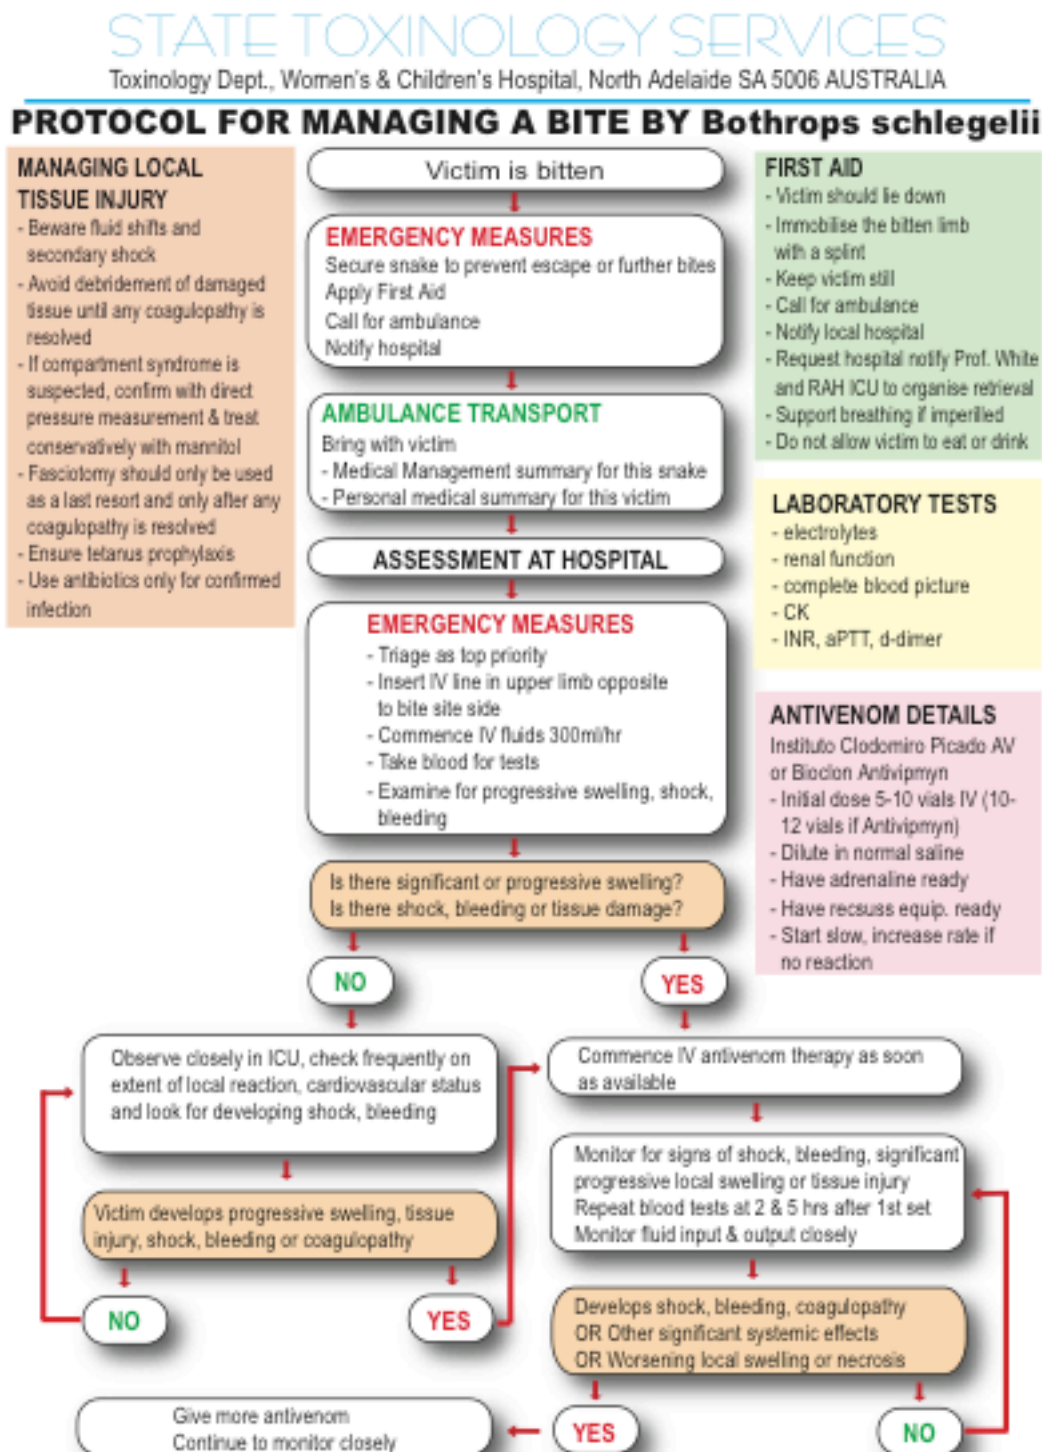 STATE TOXINOLOGY SERVICES
Toxinology Dept., Women's & Children's Hospital, North Adelaide SA 5006 AUSTRALIA
PROTOCOL FOR MANAGING A BITE BY Bothrops schlegelii
MANAGING LOCAL
TISSUE INJURY
- Beware fluid shifts and
secondary shock
- Avoid debridement of damaged
tissue until any coagulopathy is
resolved
- If compartment syndrome is
suspected, confirm with direct
pressure measurement & treat
conservatively with mannitol
- Fasciotomy should only be used
as a last resort and only after any
coagulopathy is resolved
- Ensure tetanus prophylaxis
- Use antibiotics only for confirmed
infection
Victim is bitten
EMERGENCY MEASURES
Secure snake to prevent escape or further bites
Apply First Aid
Call for ambulance
Notify hospital
AMBULANCE TRANSPORT
Bring with victim
- Medical Management summary for this snake
- Personal medical summary for this victim
ASSESSMENT AT HOSPITAL
EMERGENCY MEASURES
- Triage as top priority
- Insert IV line in upper limb opposite
to bite site side
- Commence IV fluids 300ml/hr
- Take blood for tests
- Examine for progressive swelling, shock,
bleeding
FIRST AID
- Victim should lie down
- Immobilise the bitten limb
with a splint
- Keep victim still
- Call for ambulance
- Notify local hospital
- Request hospital notify Prof. White
and RAH ICU to organise retrieval
- Support breathing if imperilled
- Do not allow victim to eat or drink
LABORATORY TESTS
- electrolytes
- renal function
- complete blood picture
- CK
- INR, aPTT, d-dimer
ANTIVENOM DETAILS
Instituto Clodomiro Picado AV
or Bioclon Antivipmyn
- Initial dose 5-10 vials IV (10-
12 vials if Antivipmyn)
- Dilute in normal saline
- Have adrenaline ready
- Have recsuss equip. ready
- Start slow, increase rate if
no reaction
Is there significant or progressive swelling?
Is there shock, bleeding or tissue damage?
NO
YES
Observe closely in ICU, check frequently on
extent of local reaction, cardiovascular status
and look for developing shock, bleeding
Victim develops progressive swelling, tissue
injury, shock, bleeding or coagulopathy
NO
YES
Commence IV antivenom therapy as soon
as available
Monitor for signs of shock, bleeding, significant
progressive local swelling or tissue injury
Repeat blood tests at 2 & 5 hrs after 1st set
Monitor fluid input & output closely
Develops shock, bleeding, coagulopathy
OR Other significant systemic effects
OR Worsening local swelling or necrosis
YES
NO
Give more antivenom
Continue to monitor closely